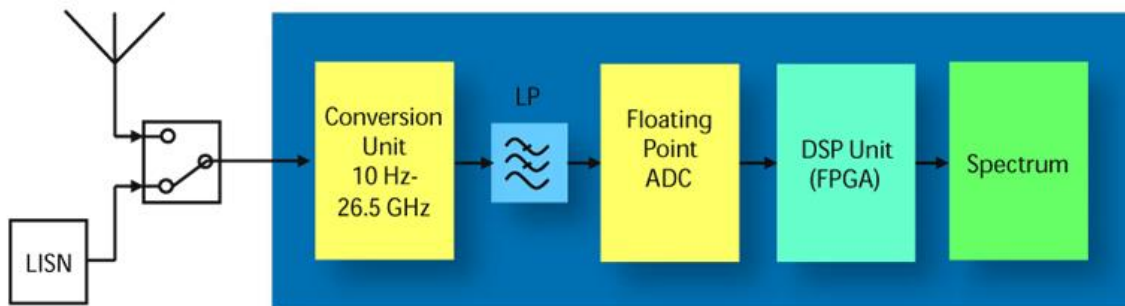 LISN
Conversion
Unit
10 Hz-
26.5 GHz
LP
Floating
Point
ADC
DSP Unit
(FPGA)
Spectrum